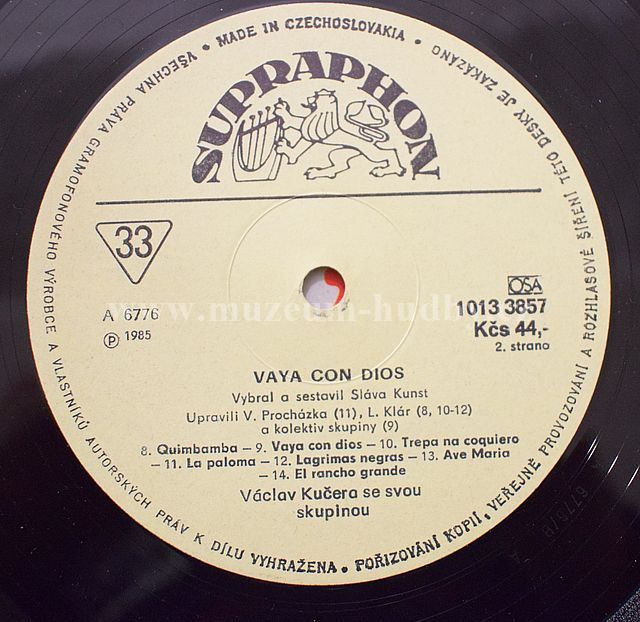 VŠECHNA PRÁVA GRAMOFONOVÉHO VÝROBCE A VLASTNÍKŮ AUTORSKÝCH PRÁV K DÍLU VYHRAŽENA. • POŘIZOVÁNÍ KOPIÍ, VEŘEJNÉ PROVOZOVÁNÍ A ROZHLASOVÉ ŠÍŘENÍ TÉTO DESKY JE ZAKÁZÁNO • MADE IN CZECHOSLOVAKIA •
SUPRAPHON
33
A 6776
Ⓟ 1985
OSA
1013 3857
Kčs 44,-
2. strano
www.muzeum-hudby
VAYA CON DIOS
Vybral a sestavil Sláva Kunst
Upravili V. Procházka (11), L. Klár (8, 10-12)
a kolektiv skupiny (9)
8. Quimbamba – 9. Vaya con dios – 10. Trepa na coquiero
– 11. La paloma – 12. Lagrimas negras – 13. Ave Maria
– 14. El rancho grande
Václav Kučera se svou
skupinou